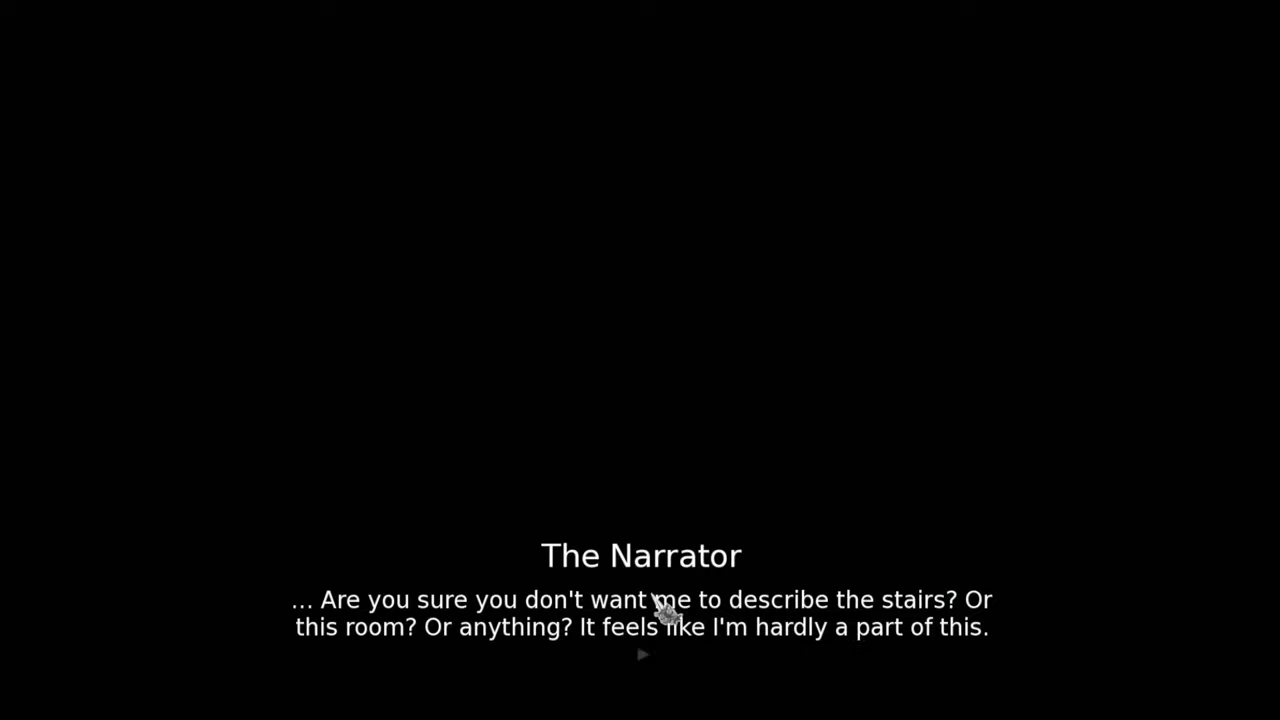 The Narrator
... Are you sure you don't want me to describe the stairs? Or
this room? Or anything? It feels like I'm hardly a part of this.